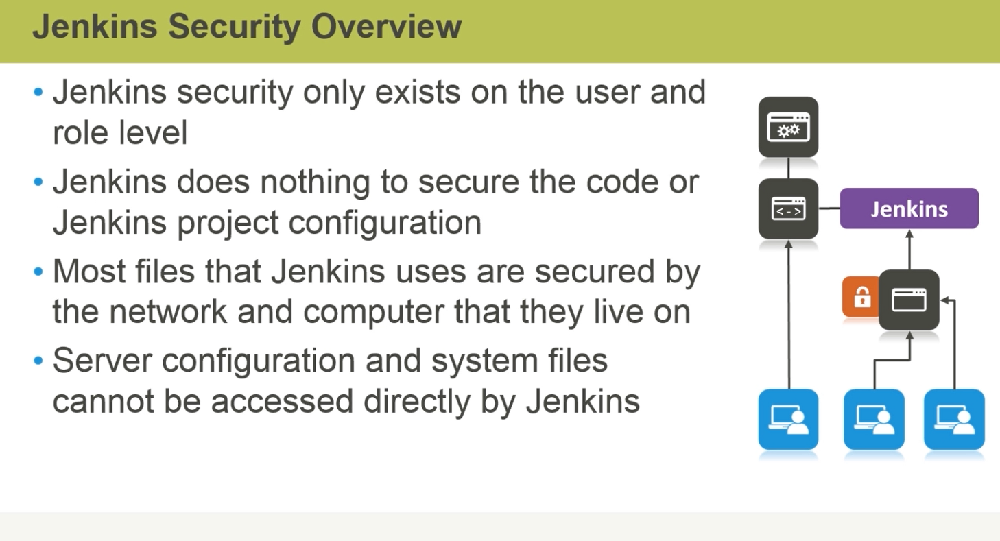 Jenkins Security Overview
• Jenkins security only exists on the user and
role level
• Jenkins does nothing to secure the code or
Jenkins project configuration
• Most files that Jenkins uses are secured by
the network and computer that they live on
• Server configuration and system files
cannot be accessed directly by Jenkins
<->
Jenkins